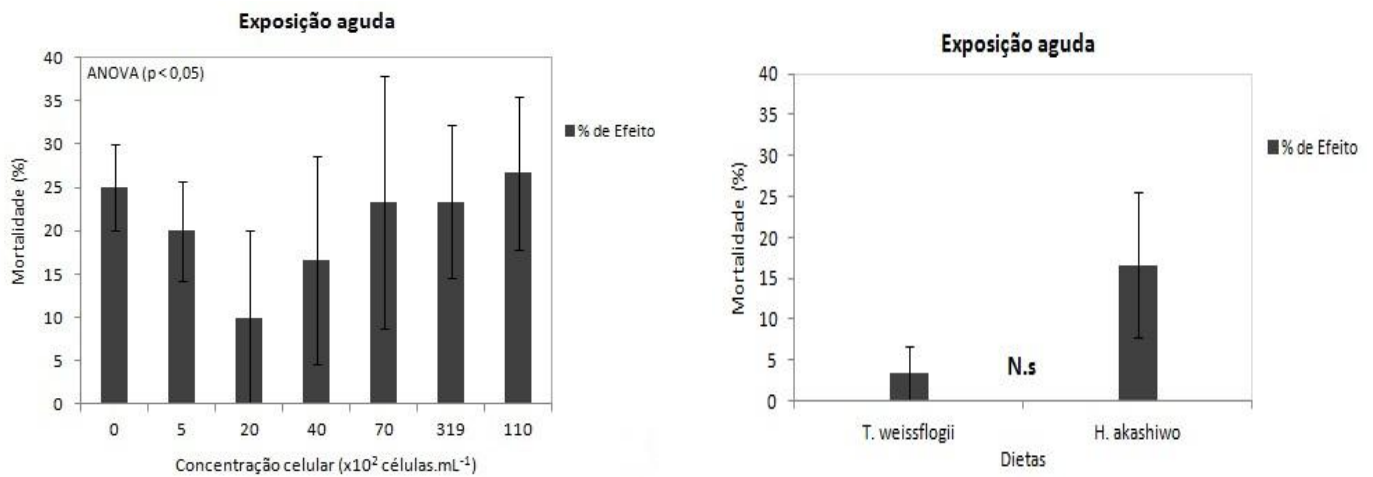 Exposição aguda
40
35
30
25
20
15
10
5
0
Mortalidade (%)
ANOVA (p < 0,05)
% de Efeito
0 5 20 40 70 319 110
Concentração celular (x10² células.mL⁻¹)
Exposição aguda
40
35
30
25
20
15
10
5
0
Mortalidade (%)
N.s
% de Efeito
T. weissflogii H. akashiwo
Dietas